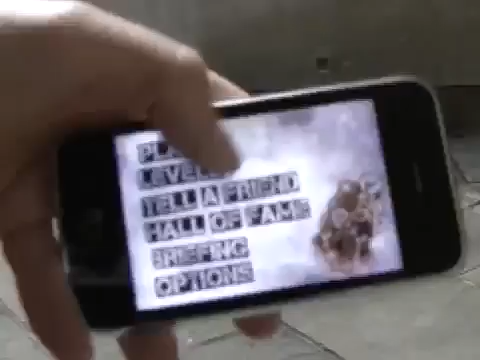 TELL A FRIEND
HALL OF FAME
BRIEFING
OPTIONS